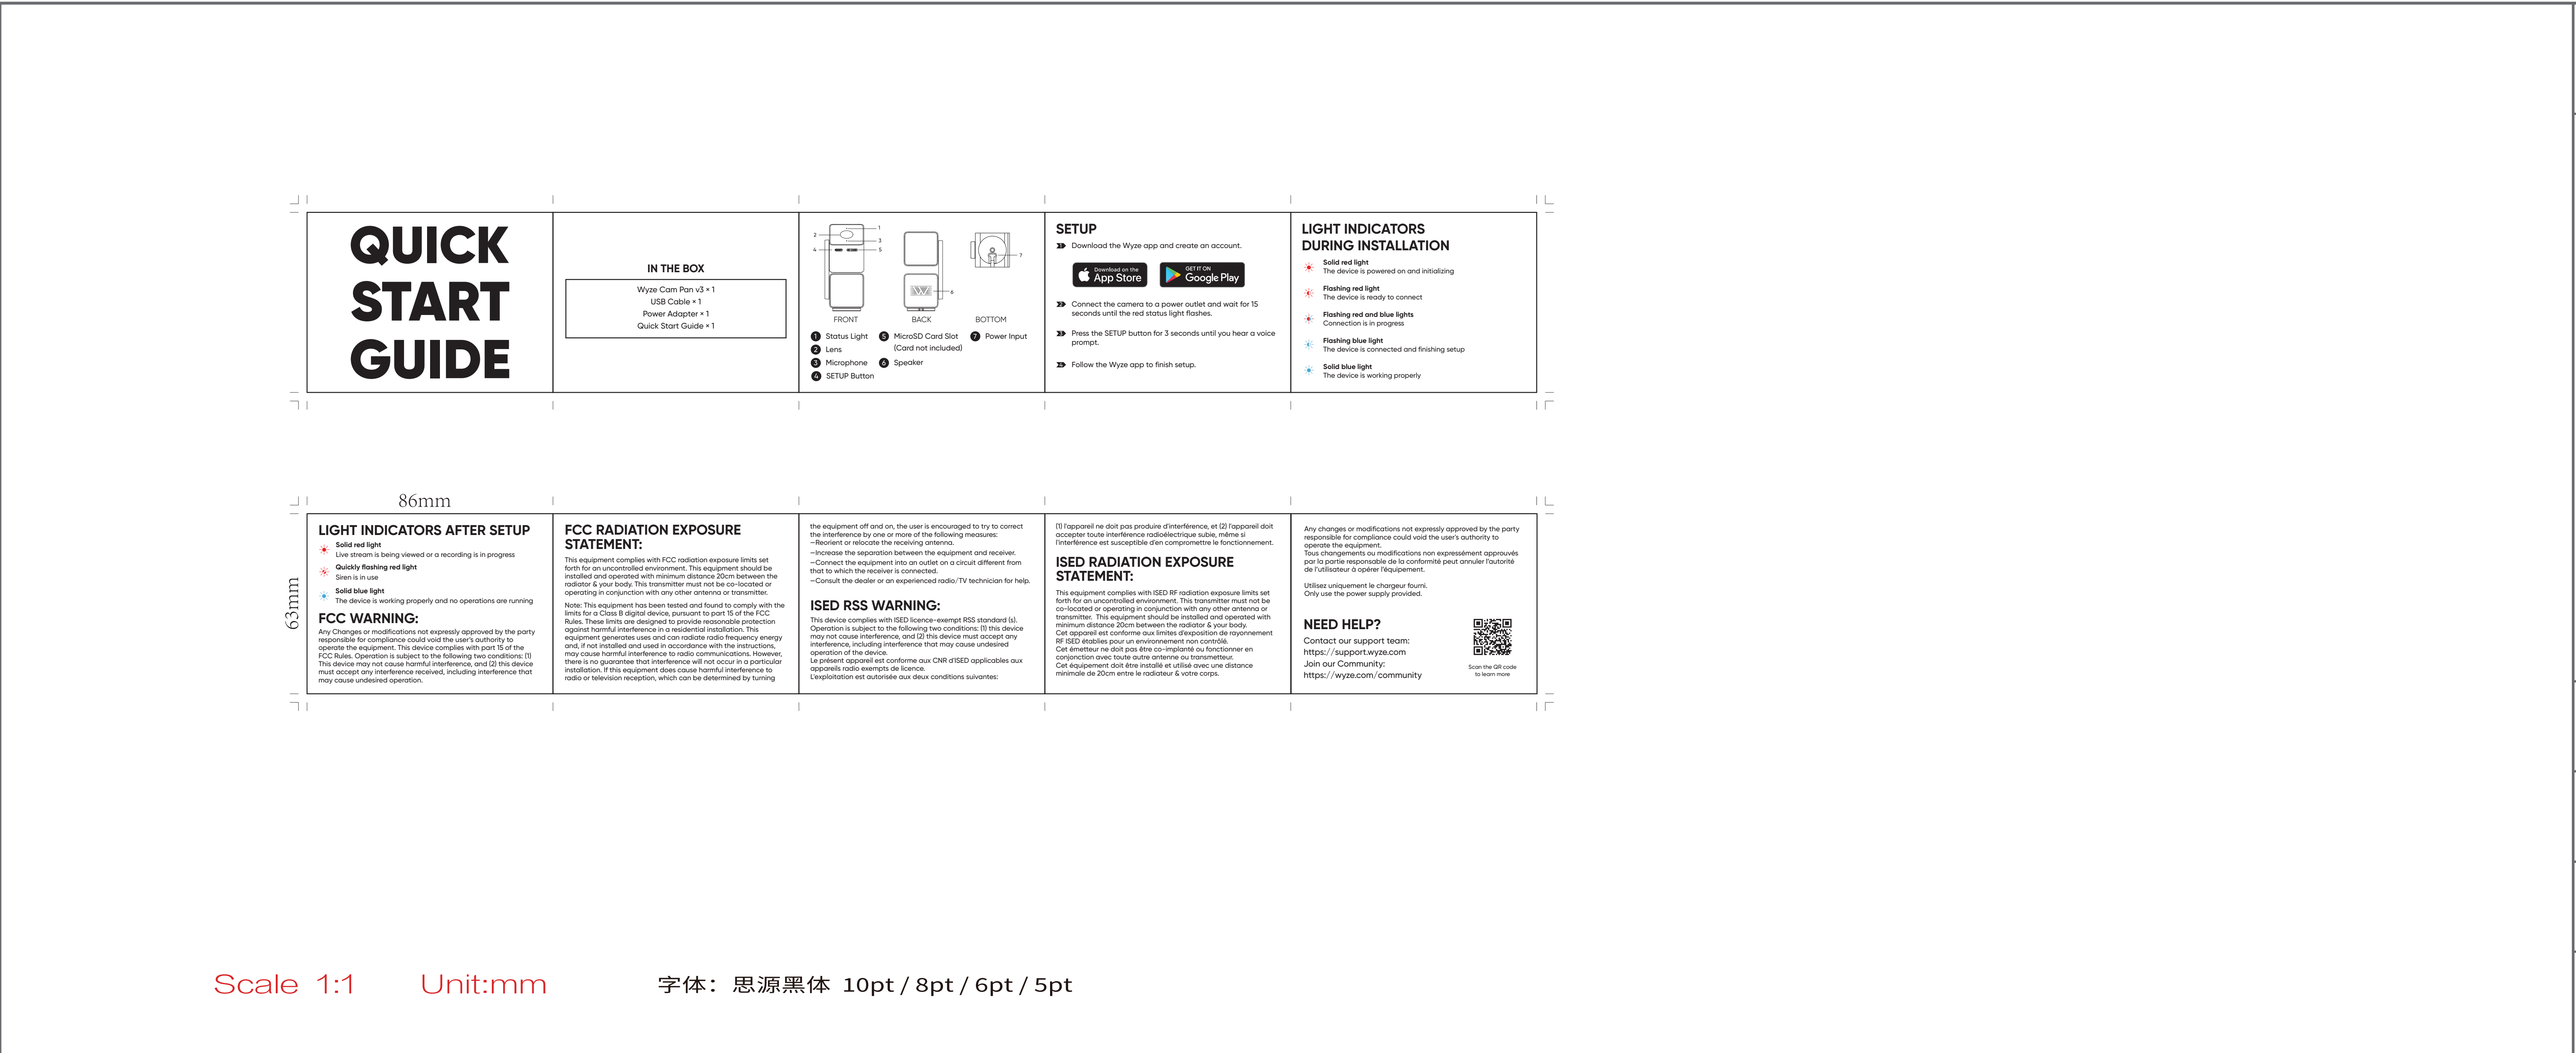 QUICK
START
GUIDE
IN THE BOX
Wyze Cam Pan v3 × 1
USB Cable × 1
Power Adapter × 1
Quick Start Guide × 1
1
2
3
4
5
7
6
FRONT
BACK
BOTTOM
1 Status Light
2 Lens
3 Microphone
4 SETUP Button
5 MicroSD Card Slot
(Card not included)
6 Speaker
7 Power Input
SETUP
1 Download the Wyze app and create an account.
Download on the
App Store
GET IT ON
Google Play
2 Connect the camera to a power outlet and wait for 15
seconds until the red status light flashes.
3 Press the SETUP button for 3 seconds until you hear a voice
prompt.
4 Follow the Wyze app to finish setup.
LIGHT INDICATORS
DURING INSTALLATION
Solid red light
The device is powered on and initializing
Flashing red light
The device is ready to connect
Flashing red and blue lights
Connection is in progress
Flashing blue light
The device is connected and finishing setup
Solid blue light
The device is working properly
86mm
63mm
LIGHT INDICATORS AFTER SETUP
Solid red light
Live stream is being viewed or a recording is in progress
Quickly flashing red light
Siren is in use
Solid blue light
The device is working properly and no operations are running
FCC WARNING:
Any Changes or modifications not expressly approved by the party
responsible for compliance could void the user's authority to
operate the equipment. This device complies with part 15 of the
FCC Rules. Operation is subject to the following two conditions: (1)
This device may not cause harmful interference, and (2) this device
must accept any interference received, including interference that
may cause undesired operation.
FCC RADIATION EXPOSURE
STATEMENT:
This equipment complies with FCC radiation exposure limits set
forth for an uncontrolled environment. This equipment should be
installed and operated with minimum distance 20cm between the
radiator & your body. This transmitter must not be co-located or
operating in conjunction with any other antenna or transmitter.
Note: This equipment has been tested and found to comply with the
limits for a Class B digital device, pursuant to part 15 of the FCC
Rules. These limits are designed to provide reasonable protection
against harmful interference in a residential installation. This
equipment generates uses and can radiate radio frequency energy
and, if not installed and used in accordance with the instructions,
may cause harmful interference to radio communications. However,
there is no guarantee that interference will not occur in a particular
installation. If this equipment does cause harmful interference to
radio or television reception, which can be determined by turning
the equipment off and on, the user is encouraged to try to correct
the interference by one or more of the following measures:
—Reorient or relocate the receiving antenna.
—Increase the separation between the equipment and receiver.
—Connect the equipment into an outlet on a circuit different from
that to which the receiver is connected.
—Consult the dealer or an experienced radio/TV technician for help.
ISED RSS WARNING:
This device complies with ISED licence-exempt RSS standard (s).
Operation is subject to the following two conditions: (1) this device
may not cause interference, and (2) this device must accept any
interference, including interference that may cause undesired
operation of the device.
Le présent appareil est conforme aux CNR d'ISED applicables aux
appareils radio exempts de licence.
L'exploitation est autorisée aux deux conditions suivantes:
(1) l'appareil ne doit pas produire d'interférence, et (2) l'appareil doit
accepter toute interférence radioélectrique subie, même si
l'interférence est susceptible d'en compromettre le fonctionnement.
ISED RADIATION EXPOSURE
STATEMENT:
This equipment complies with ISED RF radiation exposure limits set
forth for an uncontrolled environment. This transmitter must not be
co-located or operating in conjunction with any other antenna or
transmitter. This equipment should be installed and operated with
minimum distance 20cm between the radiator & your body.
Cet appareil est conforme aux limites d'exposition de rayonnement
RF ISED établies pour un environnement non contrôlé.
Cet émetteur ne doit pas être co-implanté ou fonctionner en
conjonction avec toute autre antenne ou transmetteur.
Cet équipement doit être installé et utilisé avec une distance
minimale de 20cm entre le radiateur & votre corps.
Any changes or modifications not expressly approved by the party
responsible for compliance could void the user's authority to
operate the equipment.
Tous changements ou modifications non expressément approuvés
par la partie responsable de la conformité peut annuler l'autorité
de l'utilisateur à opérer l'équipement.
Utilisez uniquement le chargeur fourni.
Only use the power supply provided.
NEED HELP?
Contact our support team:
https://support.wyze.com
Join our Community:
https://wyze.com/community
Scan the QR code
to learn more
Scale 1:1 Unit:mm
字体：思源黑体 10pt / 8pt / 6pt / 5pt